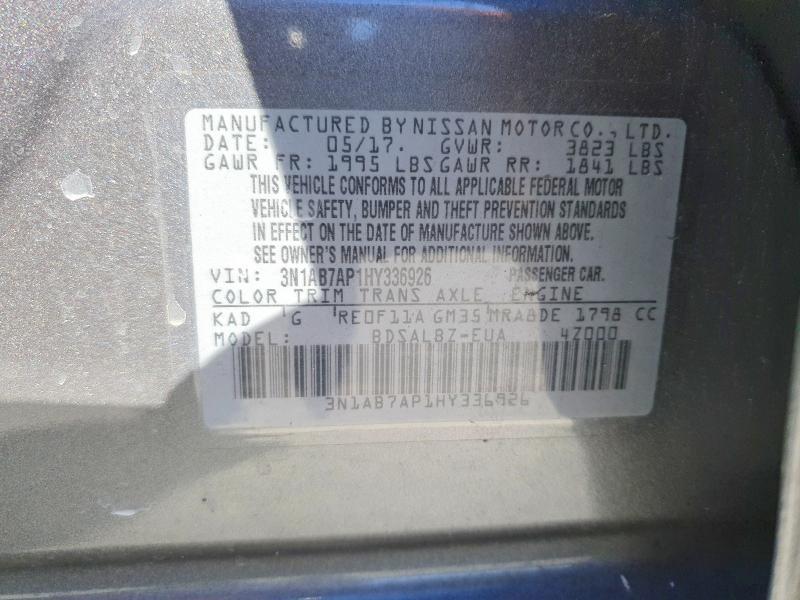 MANUFACTURED BY NISSAN MOTOR CO., LTD.
DATE: 05/17. GVWR: 3823 LBS
GAWR FR: 1995 LBS GAWR RR: 1841 LBS
THIS VEHICLE CONFORMS TO ALL APPLICABLE FEDERAL MOTOR
VEHICLE SAFETY, BUMPER AND THEFT PREVENTION STANDARDS
IN EFFECT ON THE DATE OF MANUFACTURE SHOWN ABOVE.
SEE OWNER'S MANUAL FOR ADDITIONAL INFORMATION.
VIN: 3N1AB7AP1HY336926 PASSENGER CAR.
COLOR TRIM TRANS AXLE ENGINE
KAD G RE0F11A GM35 MRA8DE 1798 CC
MODEL: BDSALBZ-EUA 4Z000
3N1AB7AP1HY336926